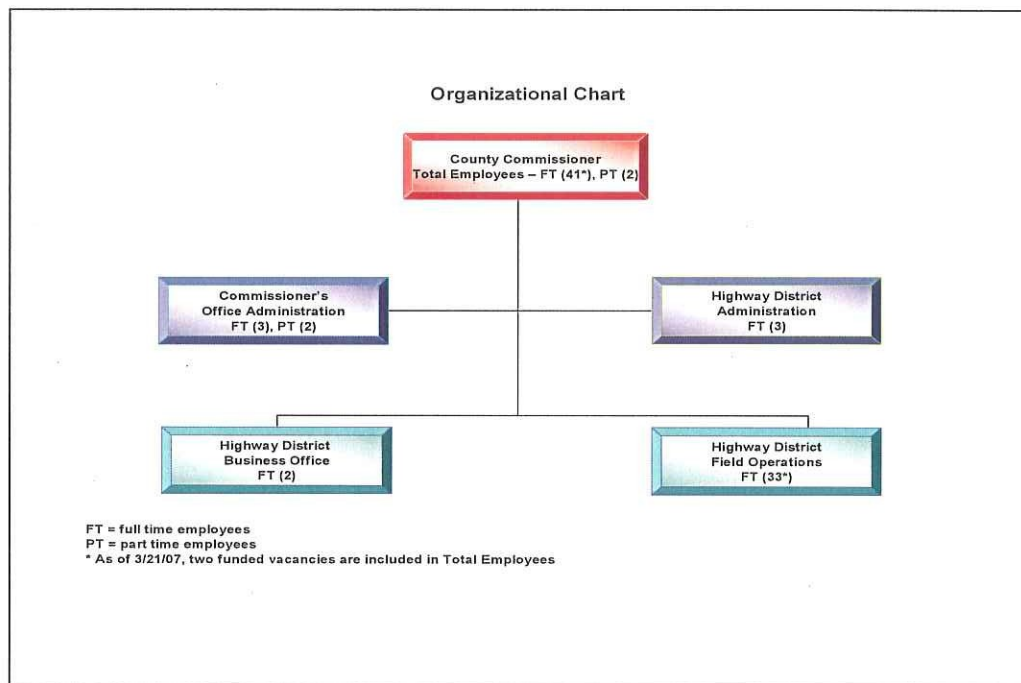 Organizational Chart
County Commissioner
Total Employees – FT (41*), PT (2)
Commissioner's
Office Administration
FT (3), PT (2)
Highway District
Administration
FT (3)
Highway District
Business Office
FT (2)
Highway District
Field Operations
FT (33*)
FT = full time employees
PT = part time employees
* As of 3/21/07, two funded vacancies are included in Total Employees